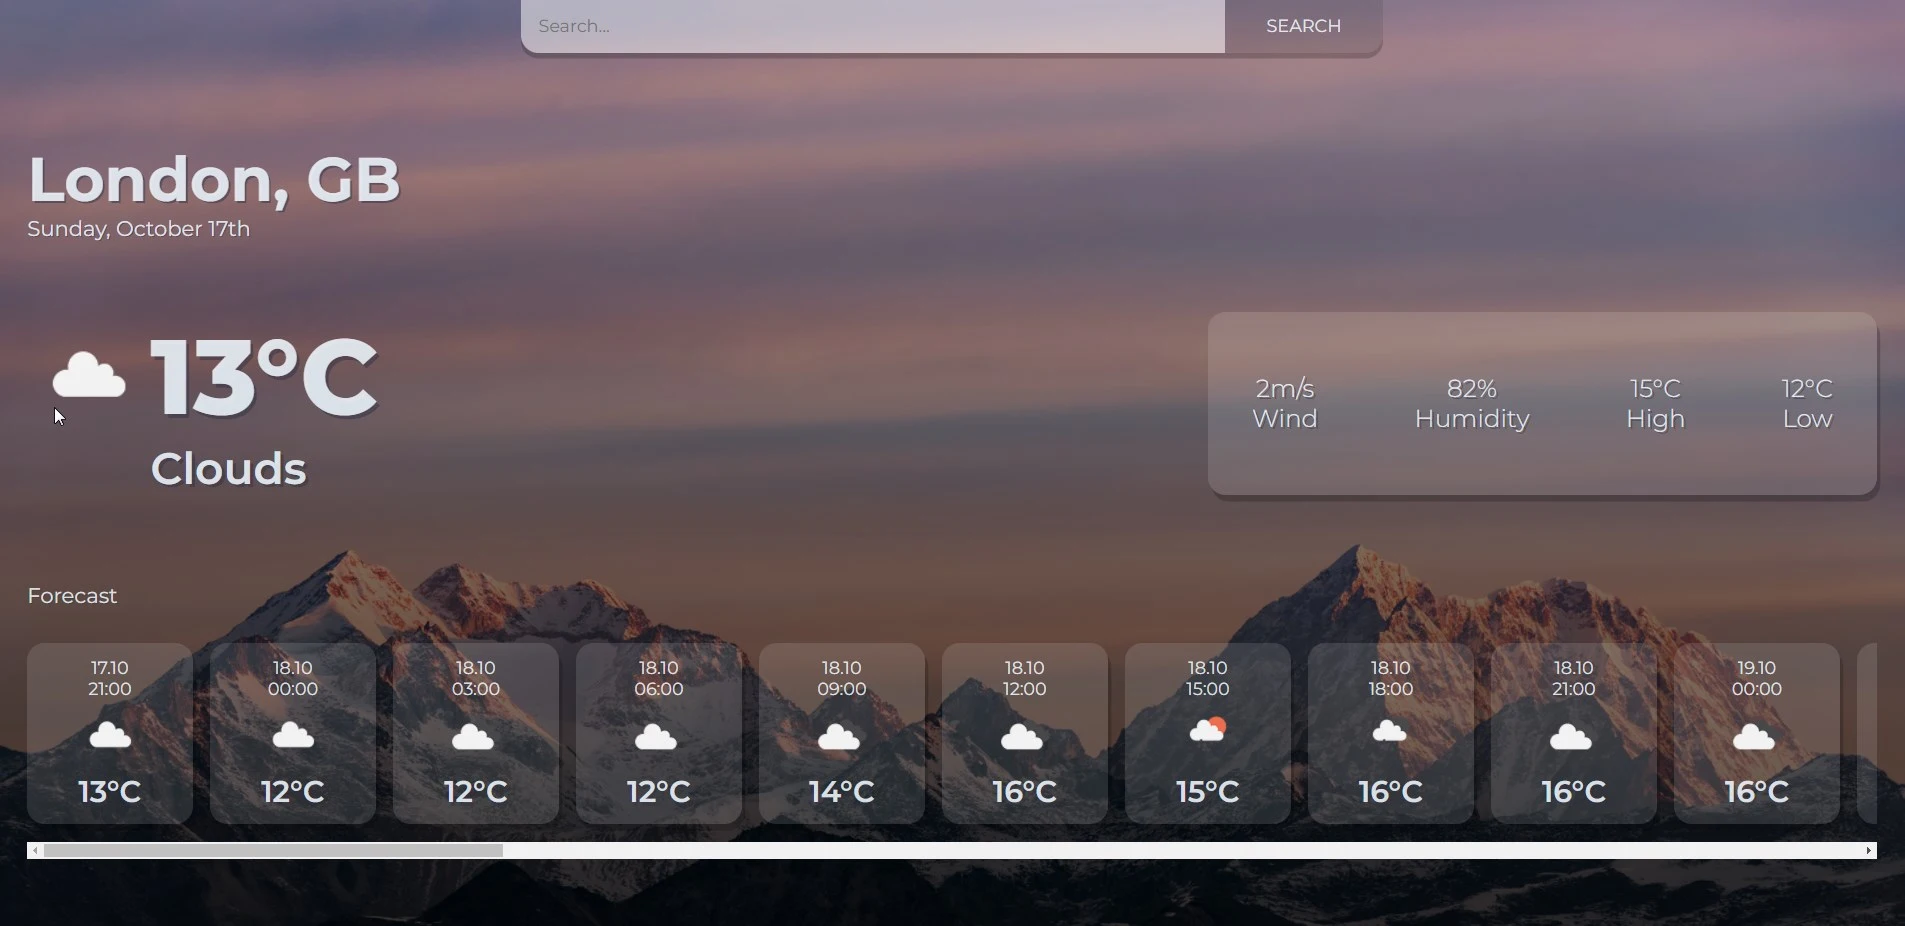 Search...
SEARCH
London, GB
Sunday, October 17th
13°C
Clouds
2m/s
Wind
82%
Humidity
15°C
High
12°C
Low
Forecast
17.10
21:00
13°C
18.10
00:00
12°C
18.10
03:00
12°C
18.10
06:00
12°C
18.10
09:00
14°C
18.10
12:00
16°C
18.10
15:00
15°C
18.10
18:00
16°C
18.10
21:00
16°C
19.10
00:00
16°C